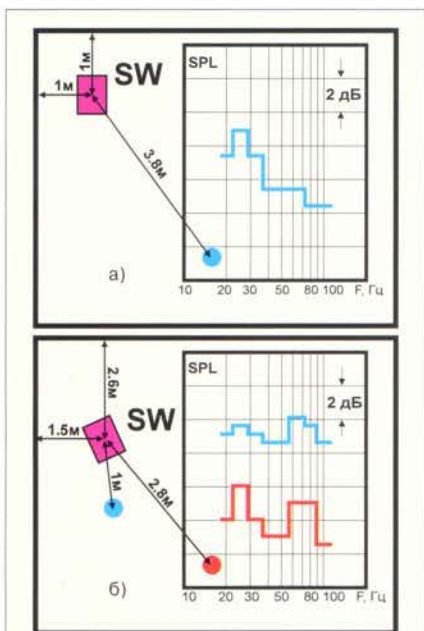 1м
1м
SW
3.8м
а)
SPL
2 дБ
10 20 30 50 80 100 F, Гц
2.6м
1.5м
SW
1м
2.8м
б)
SPL
2 дБ
10 20 30 50 80 100 F, Гц